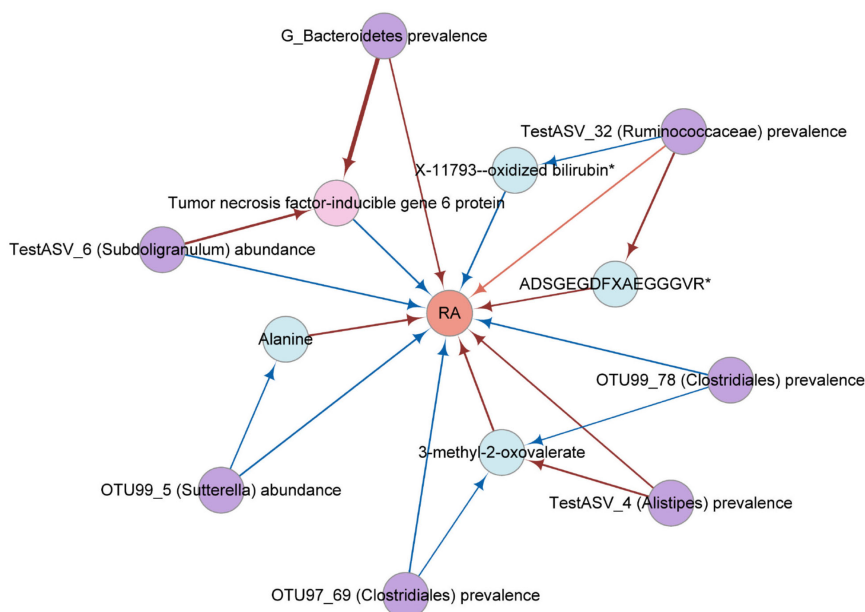 G_Bacteroidetes prevalence
TestASV_32 (Ruminococcaceae) prevalence
X-11793--oxidized bilirubin*
Tumor necrosis factor-inducible gene 6 protein
TestASV_6 (Subdoligranulum) abundance
ADSGEGDFXAEGGGVR*
RA
Alanine
OTU99_78 (Clostridiales) prevalence
3-methyl-2-oxovalerate
OTU99_5 (Sutterella) abundance
TestASV_4 (Alistipes) prevalence
OTU97_69 (Clostridiales) prevalence